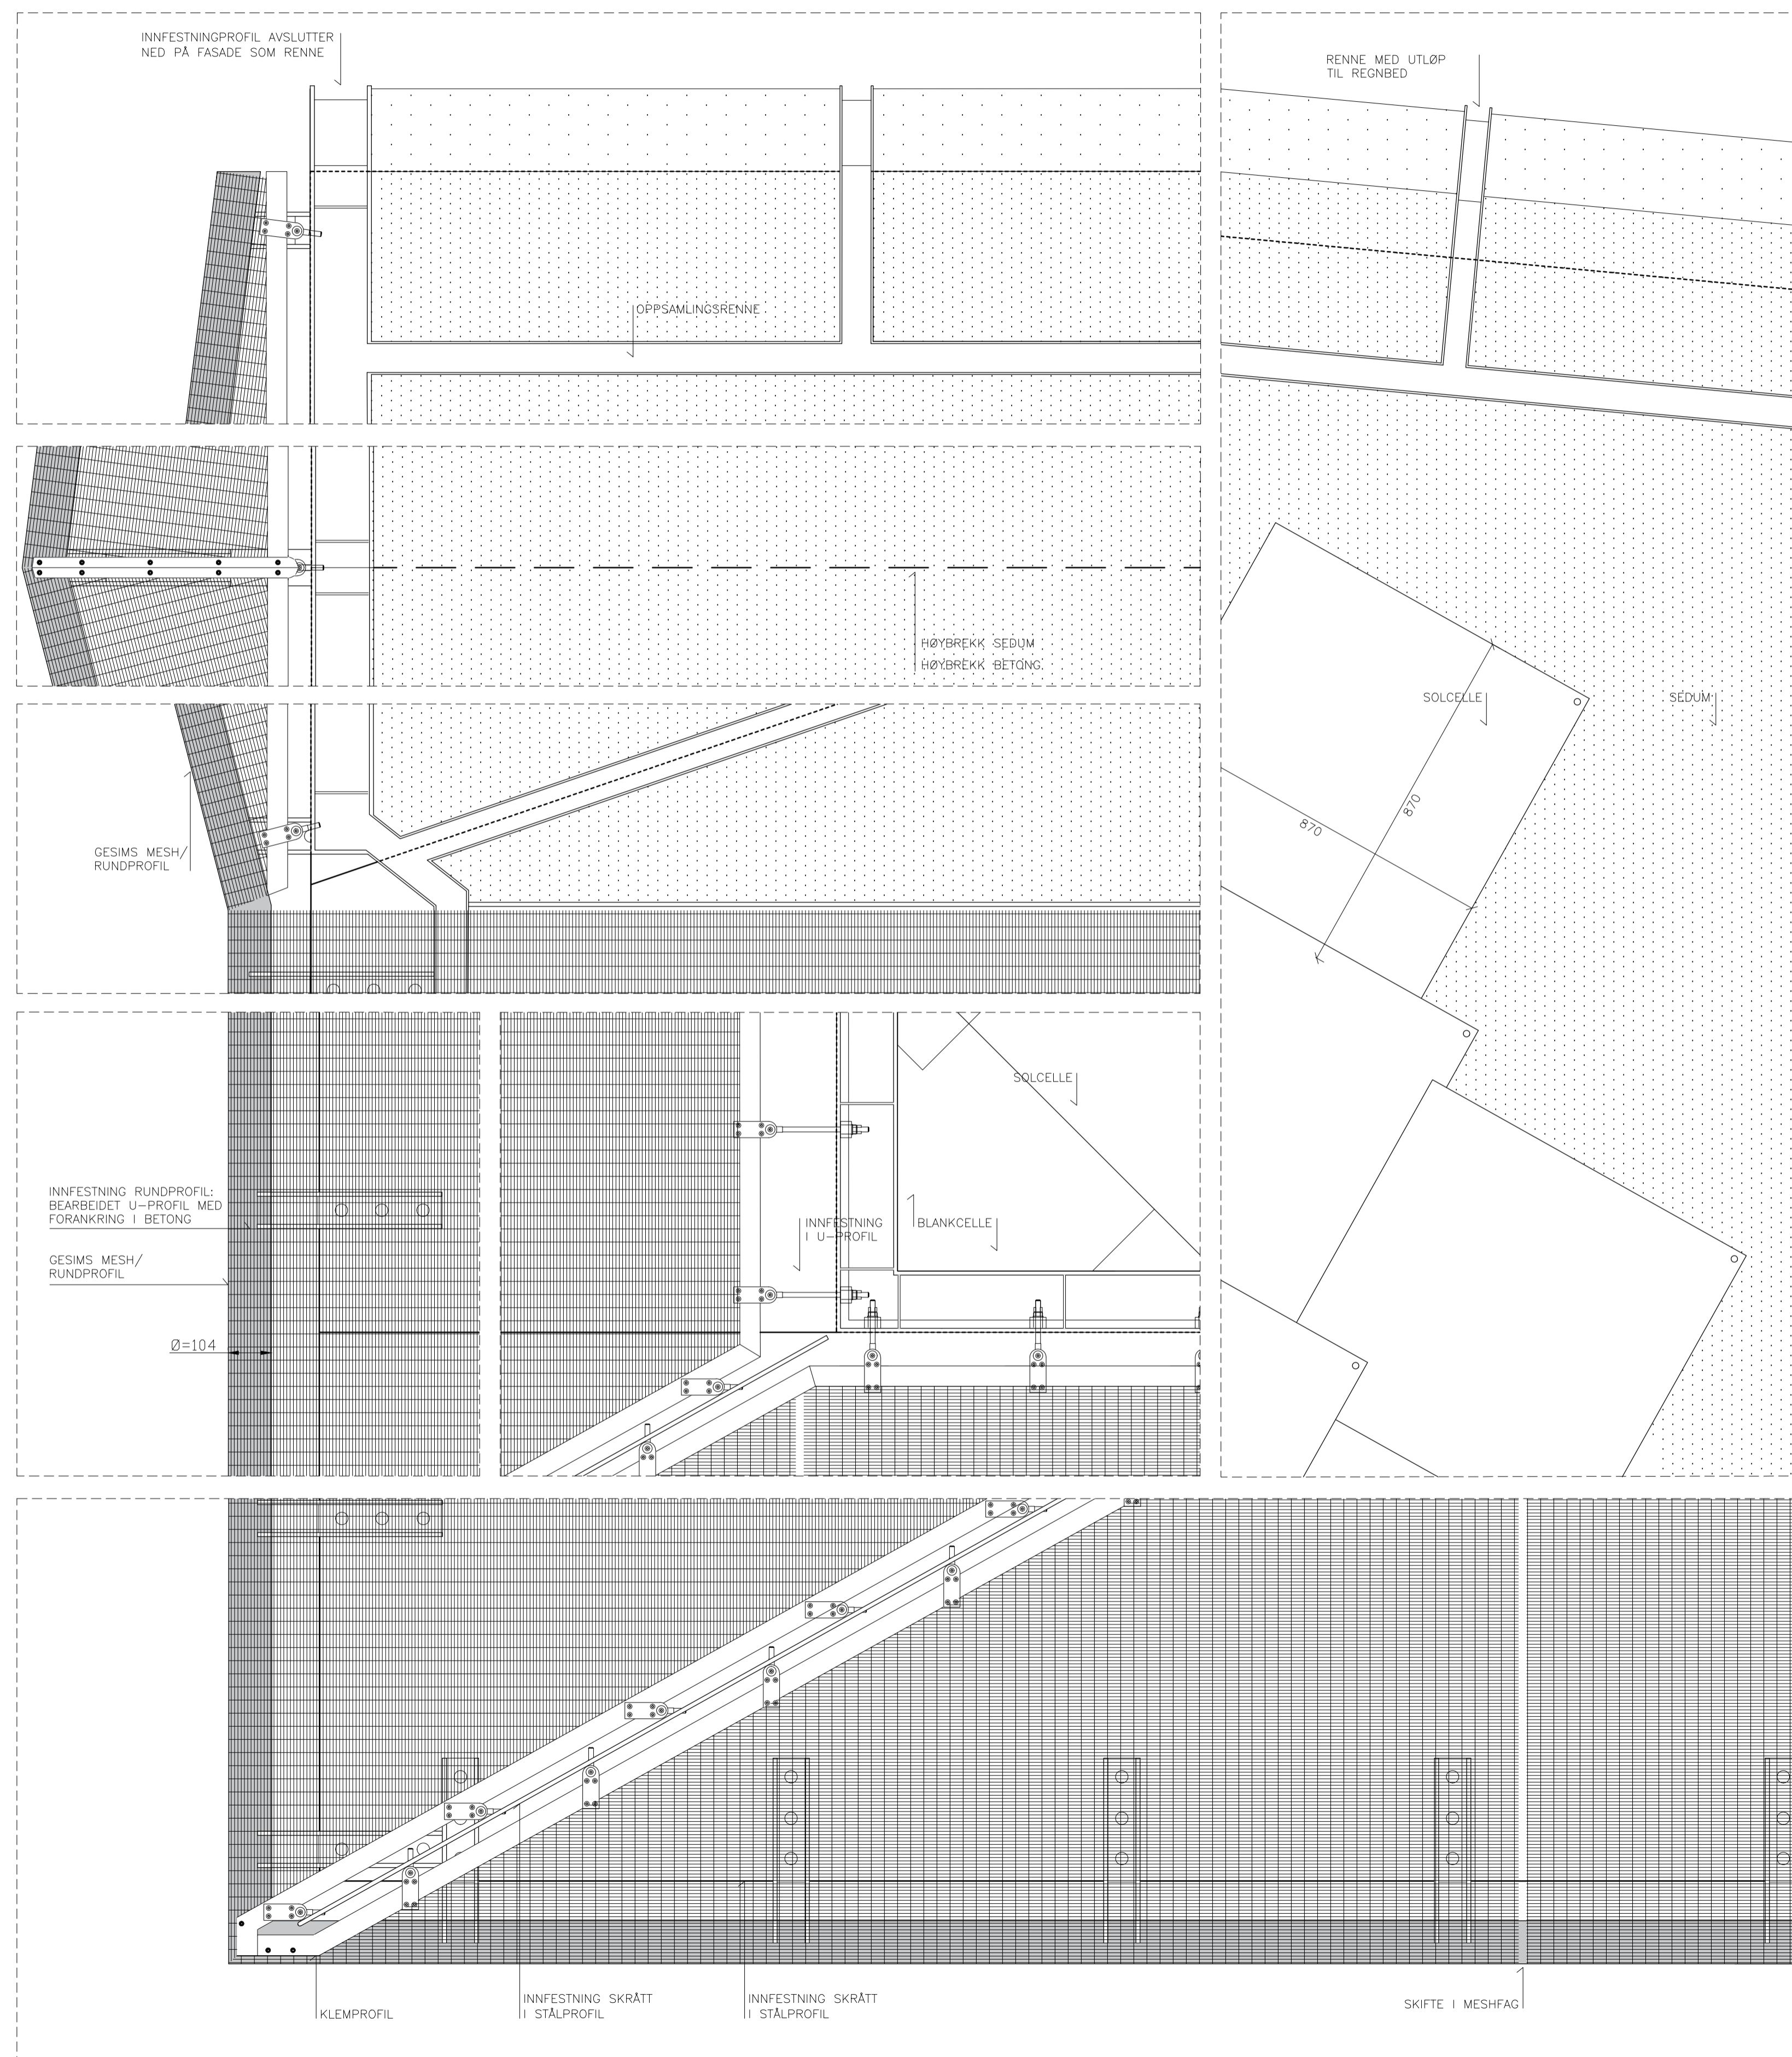 INNFESTNINGPROFIL AVSLUTTER
NED PÅ FASADE SOM RENNE
OPPSAMLINGSRENNE
RENNE MED UTLØP
TIL REGNBED
HØYBREKK SEDUM
HØYBREKK BETONG
SOLCELLE
SEDUM
870
870
GESIMS MESH/
RUNDPROFIL
SOLCELLE
INNFESTNING RUNDPROFIL:
BEARBEIDET U-PROFIL MED
FORANKRING I BETONG
INNFESTNING
I U-PROFIL
BLANKCELLE
GESIMS MESH/
RUNDPROFIL
Ø=104
KLEMPROFIL
INNFESTNING SKRÅTT
I STÅLPROFIL
INNFESTNING SKRÅTT
I STÅLPROFIL
SKIFTE I MESHFAG